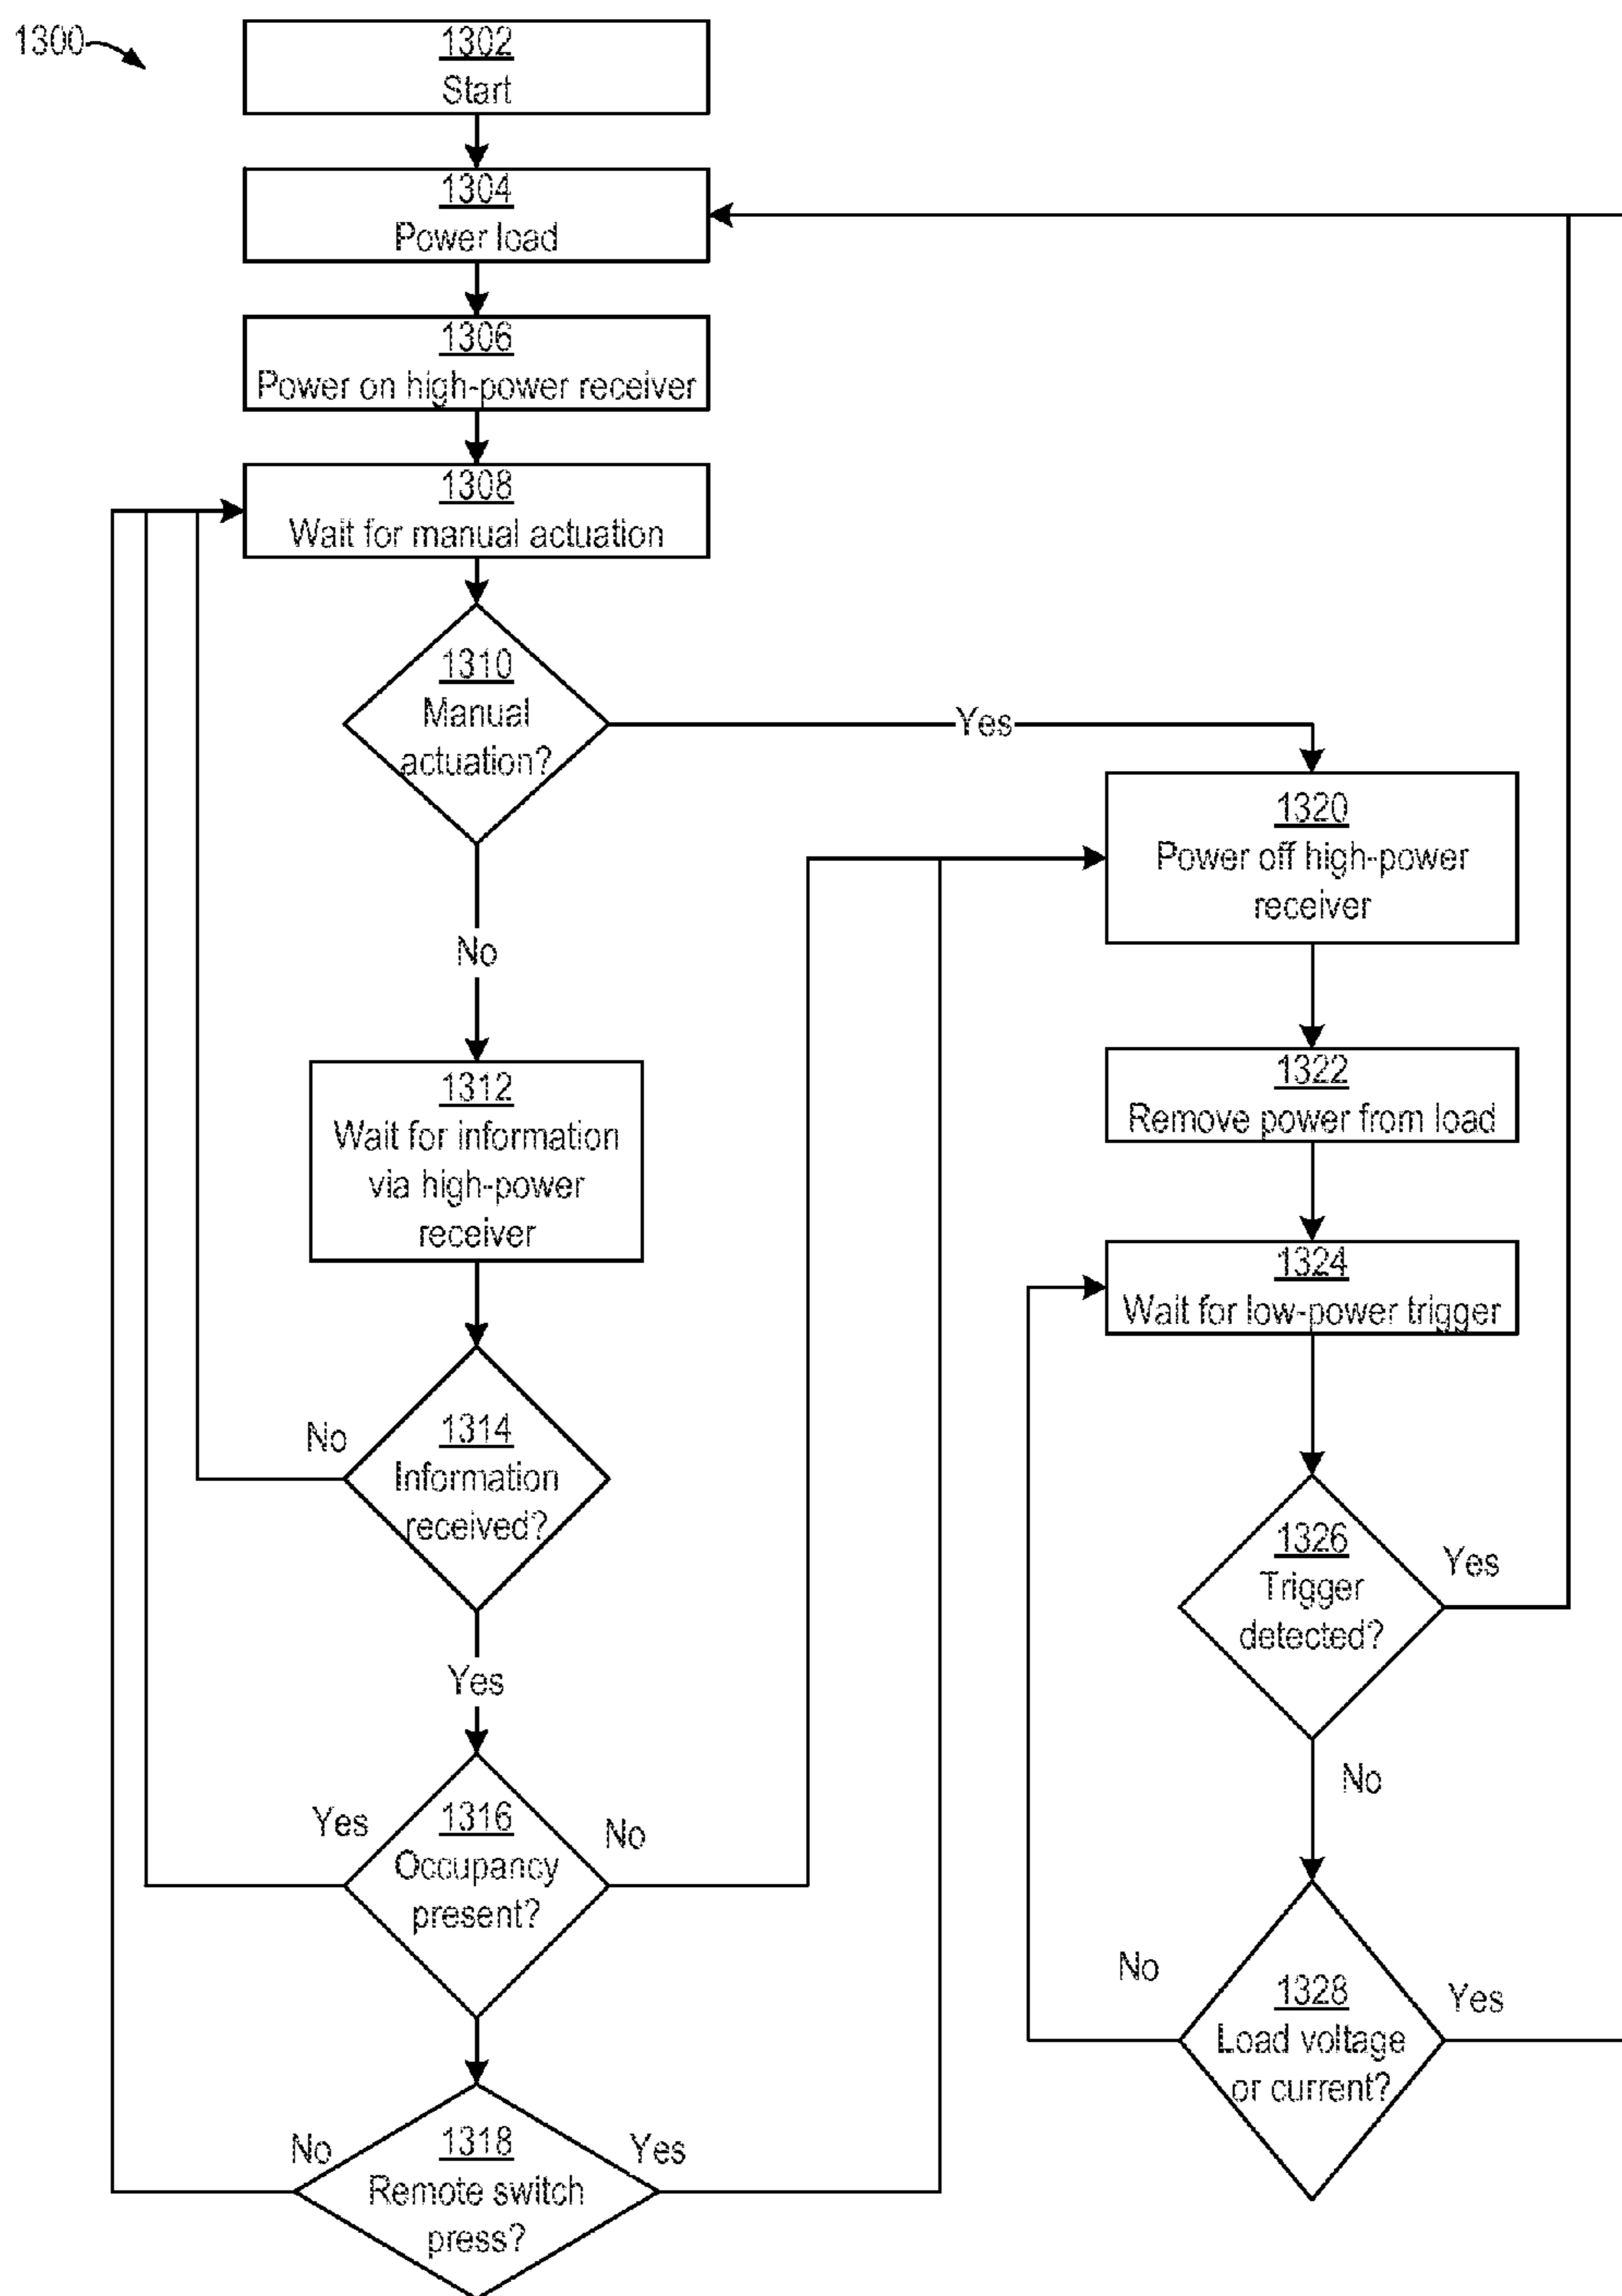 1300
1302
Start
1304
Power load
1306
Power on high-power receiver
1308
Wait for manual actuation
1310
Manual
actuation?
Yes
No
1312
Wait for information
via high-power
receiver
1314
Information
received?
No
Yes
1316
Occupancy
present?
Yes
No
1318
Remote switch
press?
No
Yes
1320
Power off high-power
receiver
1322
Remove power from load
1324
Wait for low-power trigger
1326
Trigger
detected?
Yes
No
1328
Load voltage
or current?
No
Yes